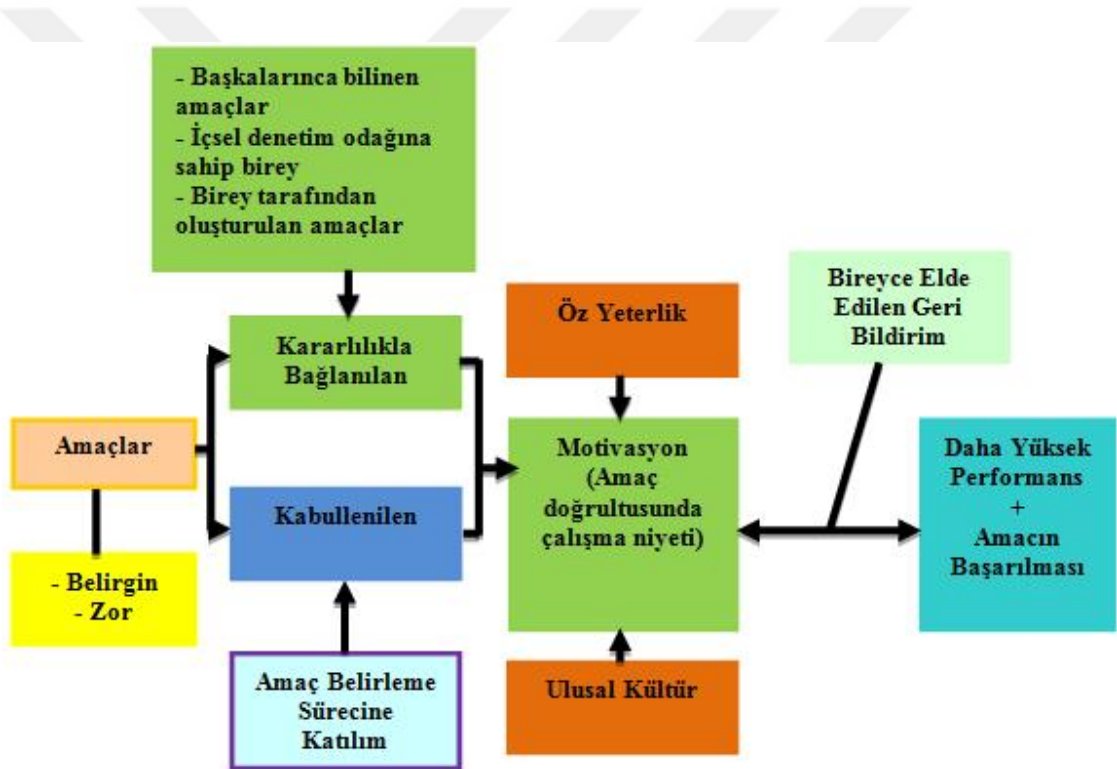 - Başkalarınca bilinen
amaçlar
- İçsel denetim odağına
sahip birey
- Birey tarafından
oluşturulan amaçlar
Kararlılıkla
Bağlanılan
Amaçlar
Kabullenilen
- Belirgin
- Zor
Amaç Belirleme
Sürecine
Katılım
Öz Yeterlik
Motivasyon
(Amaç
doğrultusunda
çalışma niyeti)
Ulusal Kültür
Bireyce Elde
Edilen Geri
Bildirim
Daha Yüksek
Performans
+
Amacın
Başarılması